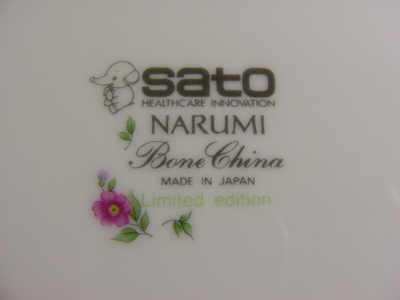 sato
HEALTHCARE INNOVATION
NARUMI
Bone China
MADE IN JAPAN
Limited edition